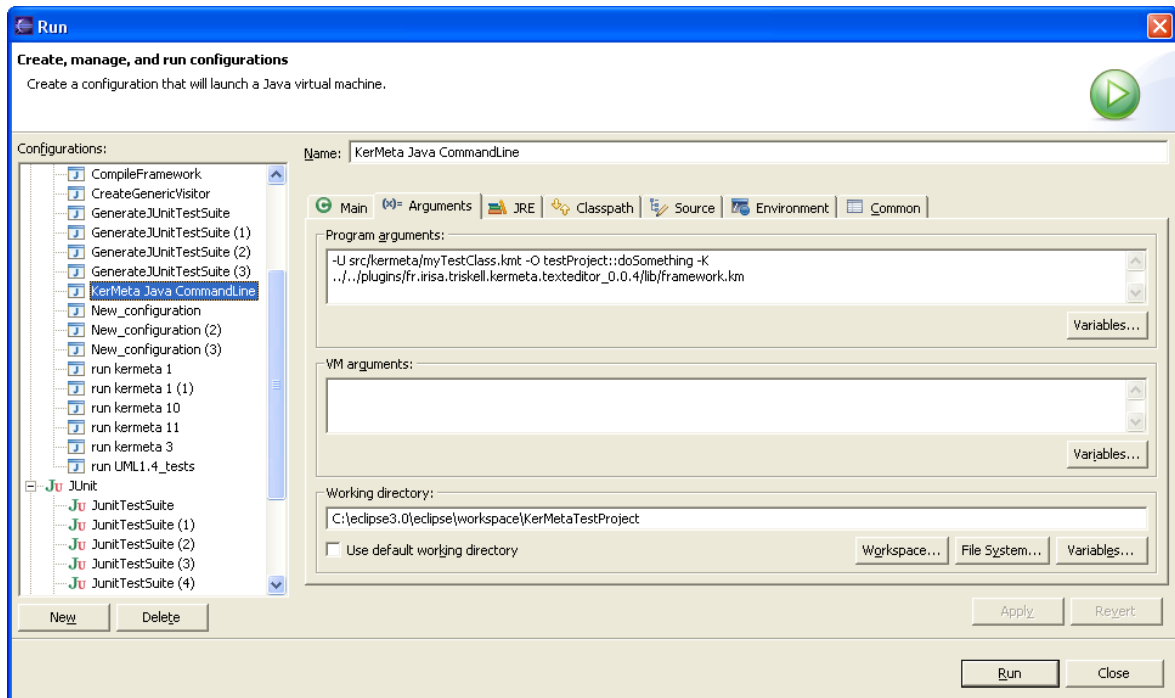 Run
Create, manage, and run configurations
Create a configuration that will launch a Java virtual machine.
Configurations:
CompileFramework
CreateGenericVisitor
GenerateJUnitTestSuite
GenerateJUnitTestSuite (1)
GenerateJUnitTestSuite (2)
GenerateJUnitTestSuite (3)
KerMeta Java CommandLine
New_configuration
New_configuration (2)
New_configuration (3)
run kermeta 1
run kermeta 1 (1)
run kermeta 10
run kermeta 11
run kermeta 3
run UML1.4_tests
JU JUnit
JU JunitTestSuite
JU JunitTestSuite (1)
JU JunitTestSuite (2)
JU JunitTestSuite (3)
JU JunitTestSuite (4)
New Delete
Name: KerMeta Java CommandLine
Main (x)= Arguments JRE Classpath Source Environment Common
Program arguments:
-U src/kermeta/myTestClass.kmt -O testProject::doSomething -K
../../plugins/fr.irisa.triskell.kermeta.texteditor_0.0.4/lib/framework.km
Variables...
VM arguments:
Variables...
Working directory:
C:\eclipse3.0\eclipse\workspace\KerMetaTestProject
Use default working directory Workspace... File System... Variables...
Apply Revert
Run Close